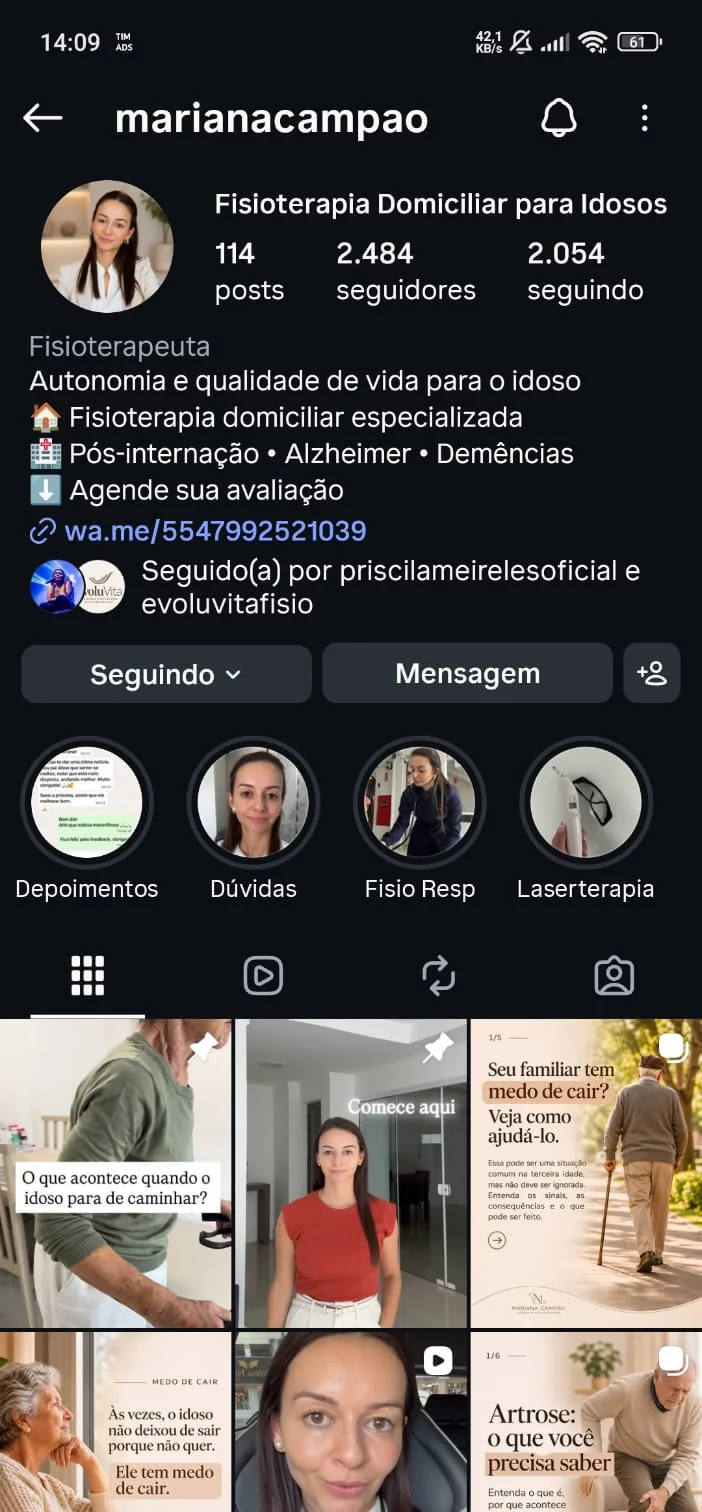 14:09 TIM ADS
42,1 KB/s
61
marianacampao
Fisioterapia Domiciliar para Idosos
114 2.484 2.054
posts seguidores seguindo
Fisioterapeuta
Autonomia e qualidade de vida para o idoso
🏠 Fisioterapia domiciliar especializada
🏥 Pós-internação • Alzheimer • Demências
⬇️ Agende sua avaliação
wa.me/5547992521039
voluVita
Seguido(a) por priscilameirelesoficial e
evoluvitafisio
Seguindo
Mensagem
Bom dia!
Depoimentos
Dúvidas
Fisio Resp
Laserterapia
O que acontece quando o
idoso para de caminhar?
Comece aqui
1/5
Seu familiar tem
medo de cair?
Veja como
ajudá-lo.
Essa pode ser uma situação
comum na terceira idade,
mas não deve ser ignorada.
Entenda os sinais, as
consequências e o que
pode ser feito.
MARIANA CAMPÃO
MEDO DE CAIR
Às vezes, o idoso
não deixou de sair
porque não quer.
Ele tem medo
de cair.
1/6
Artrose:
o que você
precisa saber
Entenda o que é,
por que acontece